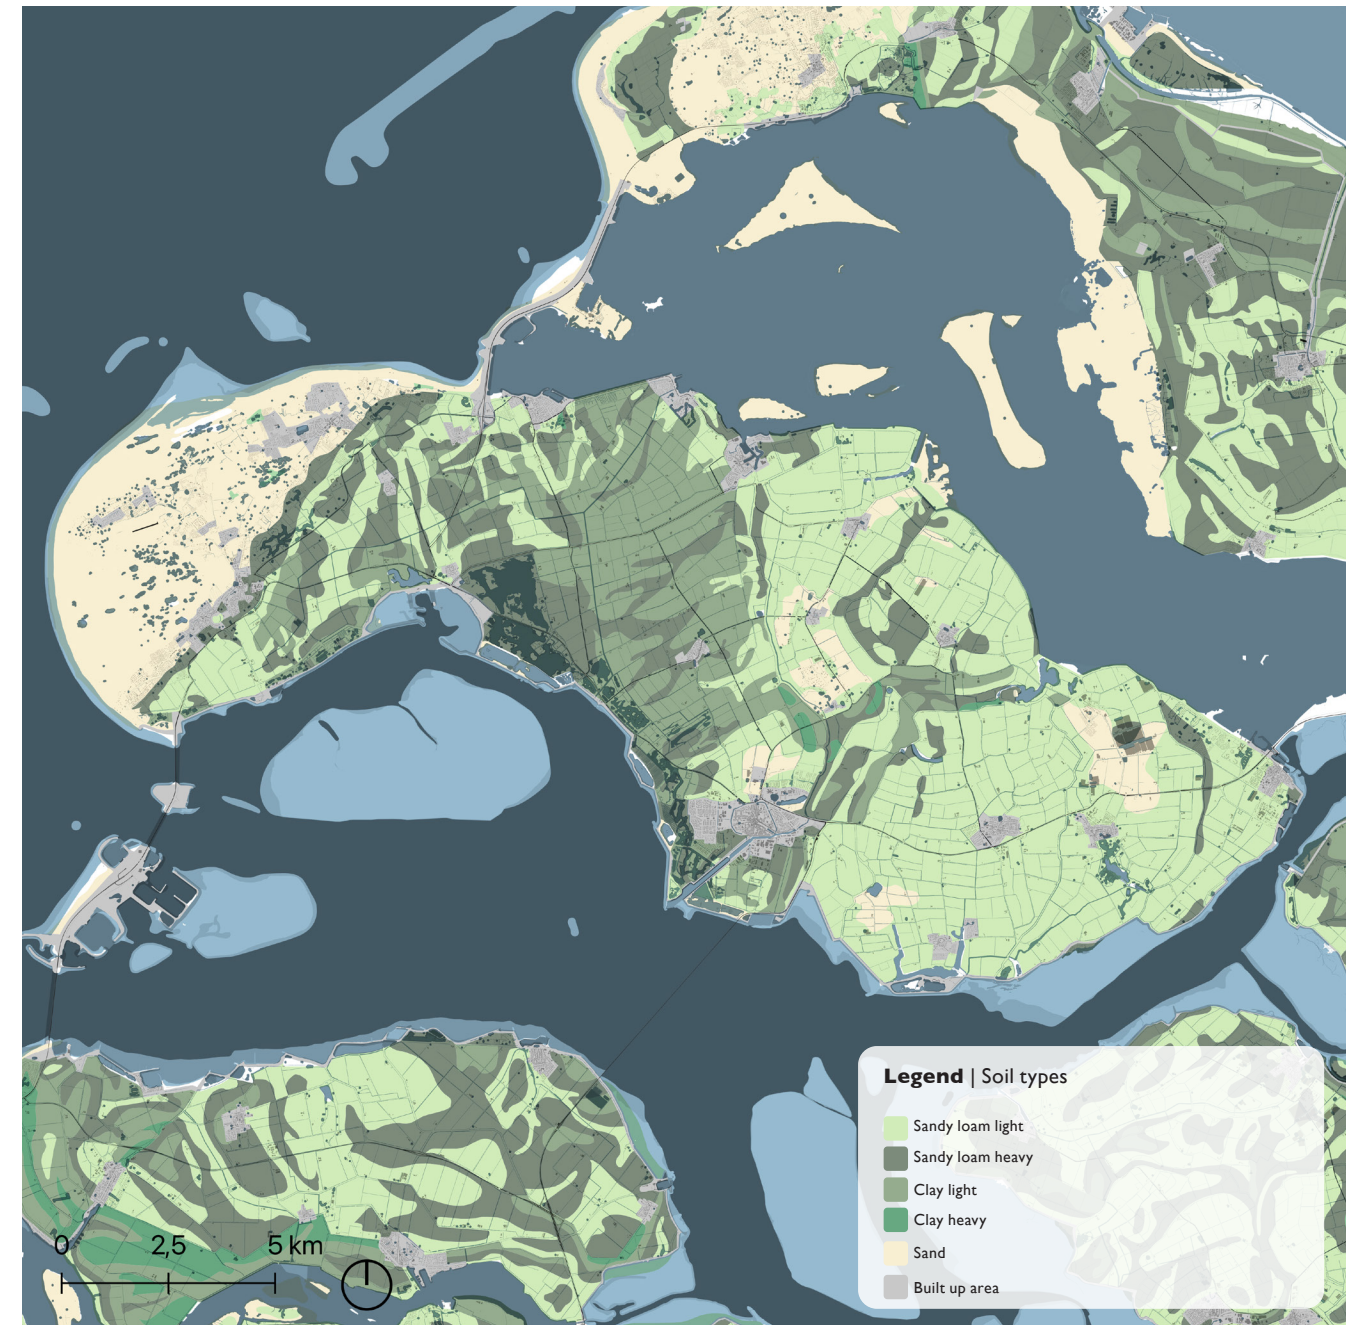 Legend | Soil types
Sandy loam light
Sandy loam heavy
Clay light
Clay heavy
Sand
Built up area
0 2,5 5 km